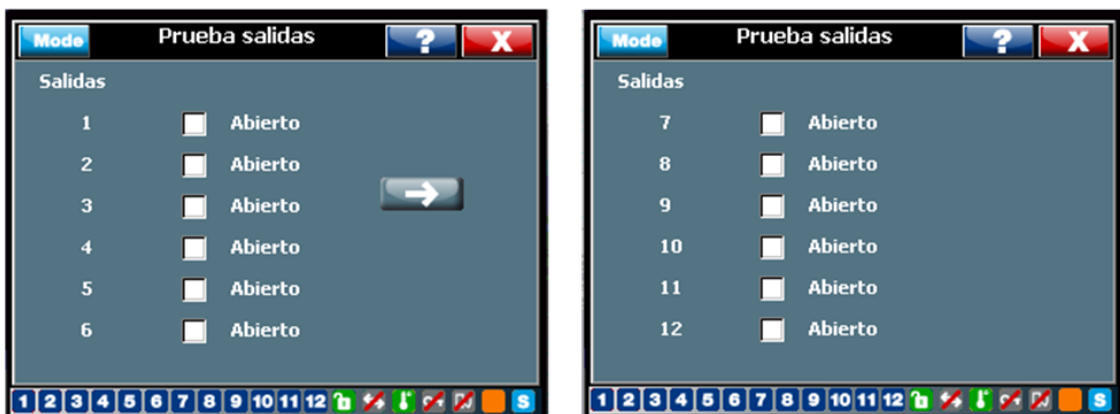 Mode Prueba salidas ? X
Salidas
1 Abierto
2 Abierto
3 Abierto
4 Abierto
5 Abierto
6 Abierto
1 2 3 4 5 6 7 8 9 10 11 12 S
Mode Prueba salidas ? X
Salidas
7 Abierto
8 Abierto
9 Abierto
10 Abierto
11 Abierto
12 Abierto
1 2 3 4 5 6 7 8 9 10 11 12 S